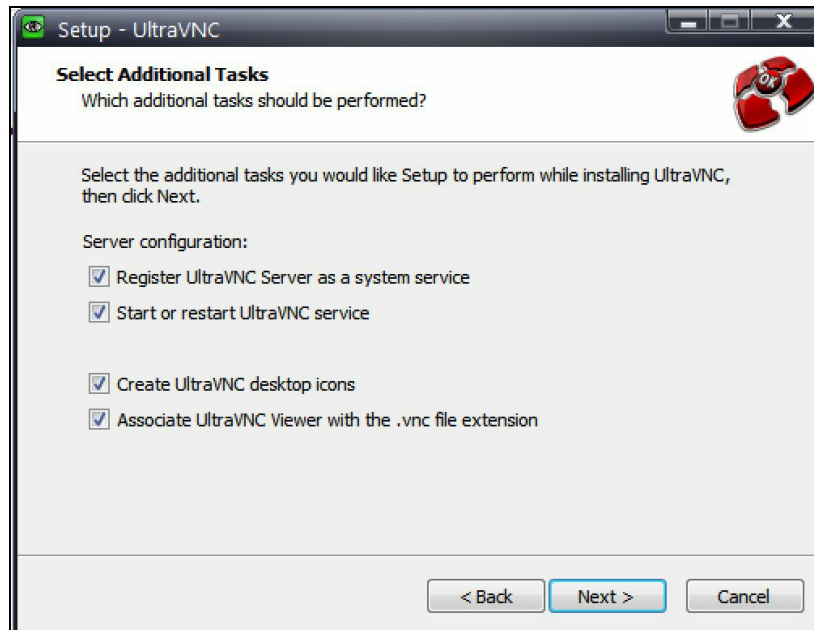 Setup - UltraVNC
Select Additional Tasks
Which additional tasks should be performed?
OK
Select the additional tasks you would like Setup to perform while installing UltraVNC,
then click Next.
Server configuration:
Register UltraVNC Server as a system service
Start or restart UltraVNC service
Create UltraVNC desktop icons
Associate UltraVNC Viewer with the .vnc file extension
< Back
Next >
Cancel